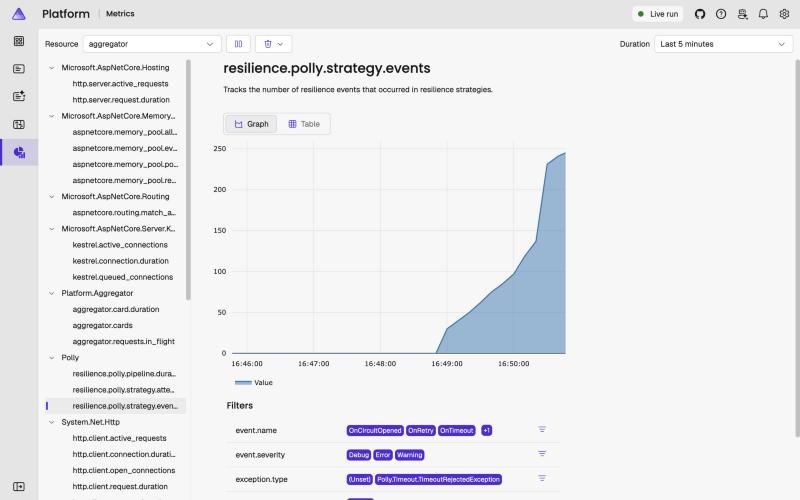 Platform
Metrics
Live run
Resource
aggregator
Duration
Last 5 minutes
Microsoft.AspNetCore.Hosting
http.server.active_requests
http.server.request.duration
Microsoft.AspNetCore.Memory...
aspnetcore.memory_pool.all...
aspnetcore.memory_pool.ev...
aspnetcore.memory_pool.po...
aspnetcore.memory_pool.re...
Microsoft.AspNetCore.Routing
aspnetcore.routing.match_a...
Microsoft.AspNetCore.Server.K...
kestrel.active_connections
kestrel.connection.duration
kestrel.queued_connections
Platform.Aggregator
aggregator.card.duration
aggregator.cards
aggregator.requests.in_flight
Polly
resilience.polly.pipeline.dura...
resilience.polly.strategy.atte...
resilience.polly.strategy.even...
System.Net.Http
http.client.active_requests
http.client.connection.durati...
http.client.open_connections
http.client.request.duration
resilience.polly.strategy.events
Tracks the number of resilience events that occurred in resilience strategies.
Graph
Table
250
200
150
100
50
0
16:46:00 16:47:00 16:48:00 16:49:00 16:50:00
Value
Filters
event.name OnCircuitOpened OnRetry OnTimeout +1
event.severity Debug Error Warning
exception.type (Unset) Polly.Timeout.TimeoutRejectedException